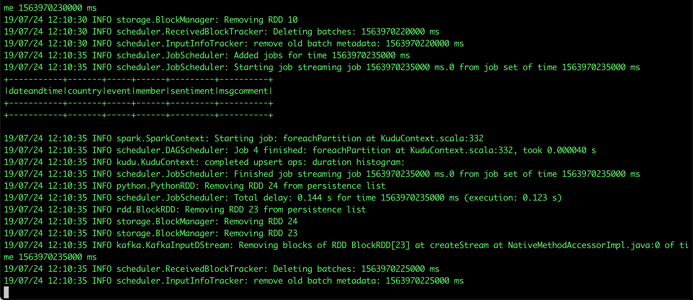 me 1563970230000 ms
19/07/24 12:10:30 INFO storage.BlockManager: Removing RDD 10
19/07/24 12:10:30 INFO scheduler.ReceivedBlockTracker: Deleting batches: 1563970220000 ms
19/07/24 12:10:30 INFO scheduler.InputInfoTracker: remove old batch metadata: 1563970220000 ms
19/07/24 12:10:35 INFO scheduler.JobScheduler: Added jobs for time 1563970235000 ms
19/07/24 12:10:35 INFO scheduler.JobScheduler: Starting job streaming job 1563970235000 ms.0 from job set of time 1563970235000 ms
+-----------+-------+-----+------+---------+----------+
|dateandtime|country|event|member|sentiment|msgcomment|
+-----------+-------+-----+------+---------+----------+
+-----------+-------+-----+------+---------+----------+
19/07/24 12:10:35 INFO spark.SparkContext: Starting job: foreachPartition at KuduContext.scala:332
19/07/24 12:10:35 INFO scheduler.DAGScheduler: Job 4 finished: foreachPartition at KuduContext.scala:332, took 0.000040 s
19/07/24 12:10:35 INFO kudu.KuduContext: completed upsert ops: duration histogram:
19/07/24 12:10:35 INFO scheduler.JobScheduler: Finished job streaming job 1563970235000 ms.0 from job set of time 1563970235000 ms
19/07/24 12:10:35 INFO python.PythonRDD: Removing RDD 24 from persistence list
19/07/24 12:10:35 INFO scheduler.JobScheduler: Total delay: 0.144 s for time 1563970235000 ms (execution: 0.123 s)
19/07/24 12:10:35 INFO rdd.BlockRDD: Removing RDD 23 from persistence list
19/07/24 12:10:35 INFO storage.BlockManager: Removing RDD 24
19/07/24 12:10:35 INFO storage.BlockManager: Removing RDD 23
19/07/24 12:10:35 INFO kafka.KafkaInputDStream: Removing blocks of RDD BlockRDD[23] at createStream at NativeMethodAccessorImpl.java:0 of ti
me 1563970235000 ms
19/07/24 12:10:35 INFO scheduler.ReceivedBlockTracker: Deleting batches: 1563970225000 ms
19/07/24 12:10:35 INFO scheduler.InputInfoTracker: remove old batch metadata: 1563970225000 ms